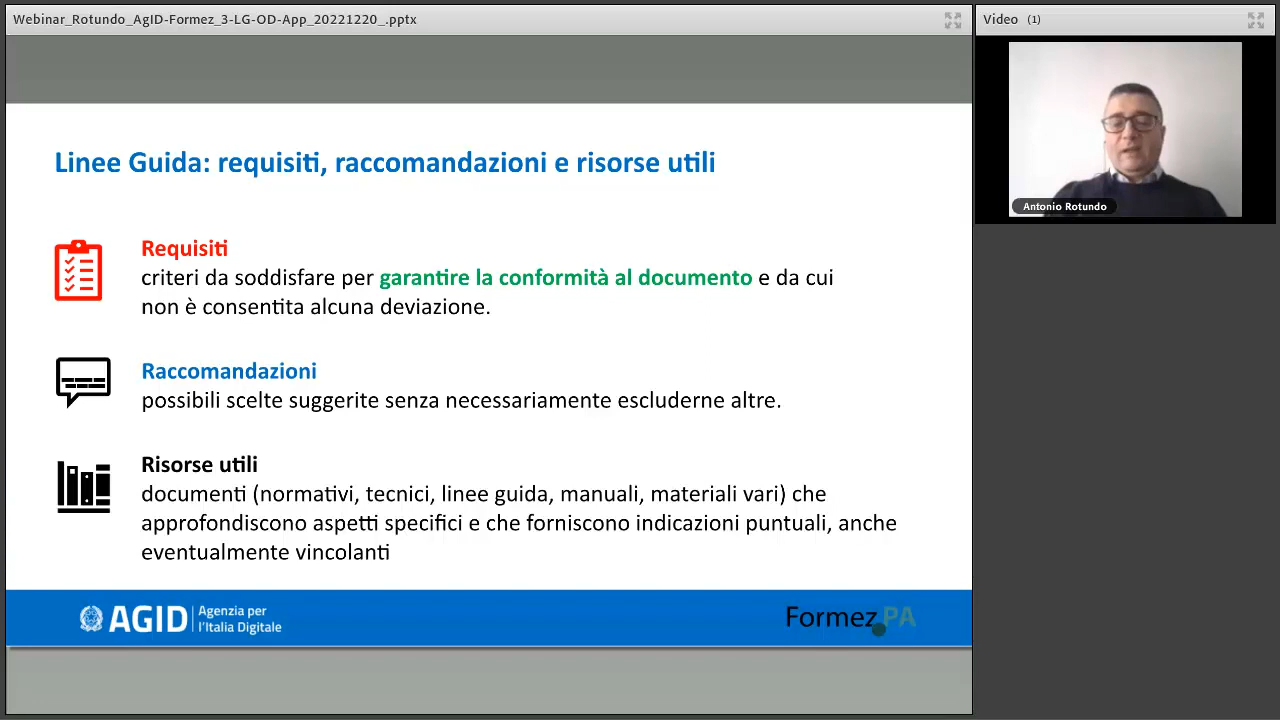 Webinar_Rotundo_AgID-Formez_3-LG-OD-App_20221220_.pptx
Video (1)
Antonio Rotundo
Linee Guida: requisiti, raccomandazioni e risorse utili
Requisiti
criteri da soddisfare per garantire la conformità al documento e da cui
non è consentita alcuna deviazione.
Raccomandazioni
possibili scelte suggerite senza necessariamente escluderne altre.
Risorse utili
documenti (normativi, tecnici, linee guida, manuali, materiali vari) che
approfondiscono aspetti specifici e che forniscono indicazioni puntuali, anche
eventualmente vincolanti
AGID
Agenzia per
l'Italia Digitale
Formez PA